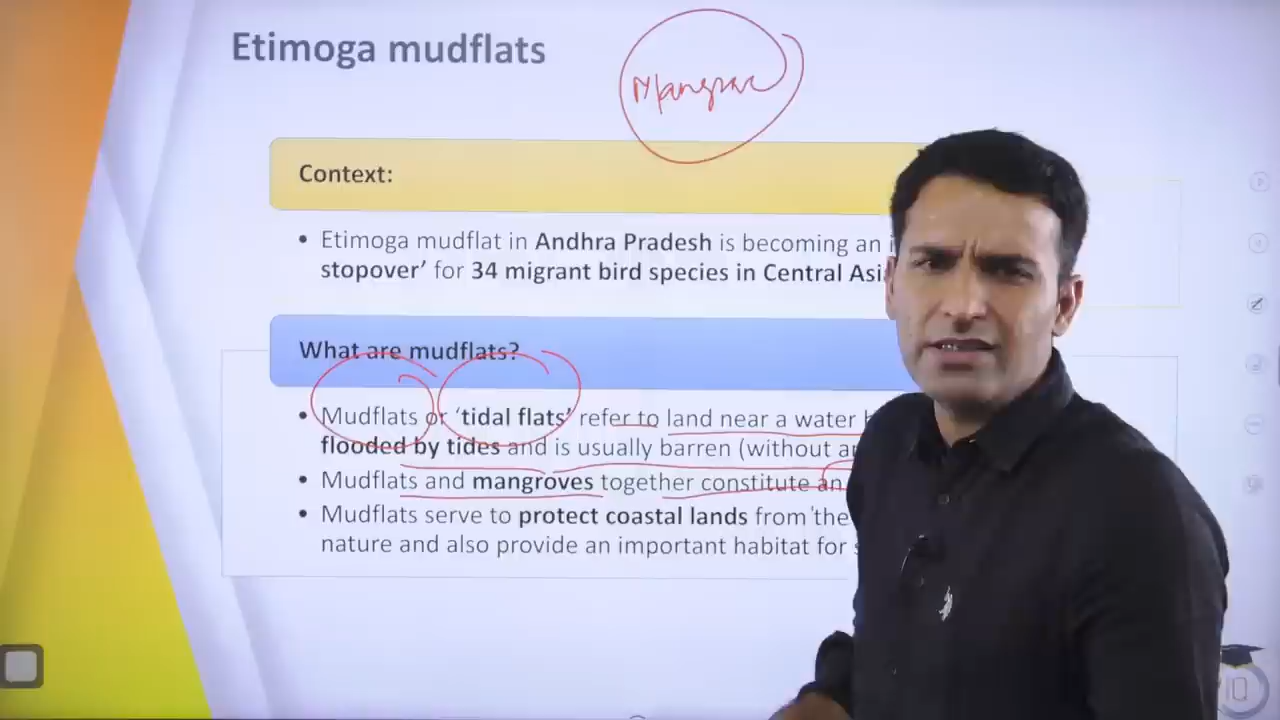 Etimoga mudflats
Context:
• Etimoga mudflat in Andhra Pradesh is becoming an
stopover’ for 34 migrant bird species in Central
What are mudflats?
• Mudflats or ‘tidal flats’ refer to land near a water
flooded by tides and is usually barren (without
• Mudflats and mangroves together constitute an
• Mudflats serve to protect coastal lands from the
nature and also provide an important habitat for
IQ